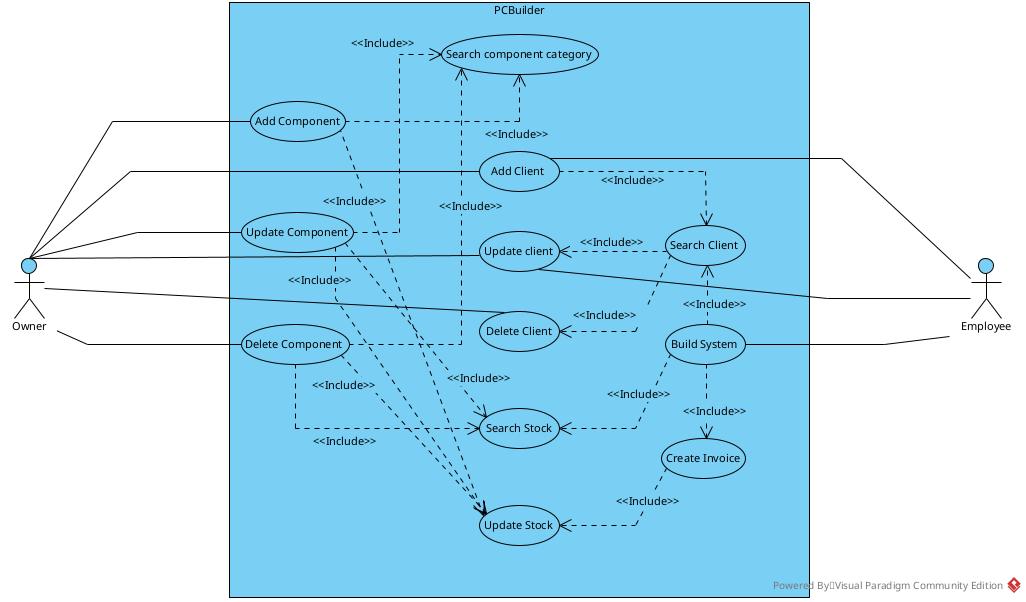 PCBuilder
<<Include>>
Search component category
Add Component
<<Include>>
Add Client
<<Include>>
<<Include>>
<<Include>>
Update Component
Update client
<<Include>>
Search Client
<<Include>>
Owner
Employee
<<Include>>
<<Include>>
Delete Client
Delete Component
Build System
<<Include>>
<<Include>>
<<Include>>
<<Include>>
Search Stock
<<Include>>
Create Invoice
<<Include>>
Update Stock
Powered By Visual Paradigm Community Edition